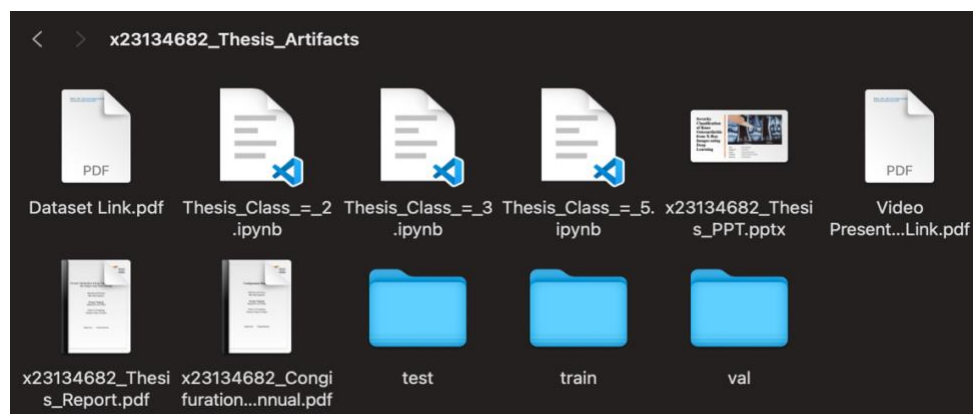 x23134682_Thesis_Artifacts
PDF
PDF
Dataset Link.pdf
Thesis_Class_=_2
.ipynb
Thesis_Class_=_3
.ipynb
Thesis_Class_=_5.
ipynb
x23134682_Thesi
s_PPT.pptx
Video
Present...Link.pdf
x23134682_Thesi
s_Report.pdf
x23134682_Congi
furation...nnual.pdf
test
train
val